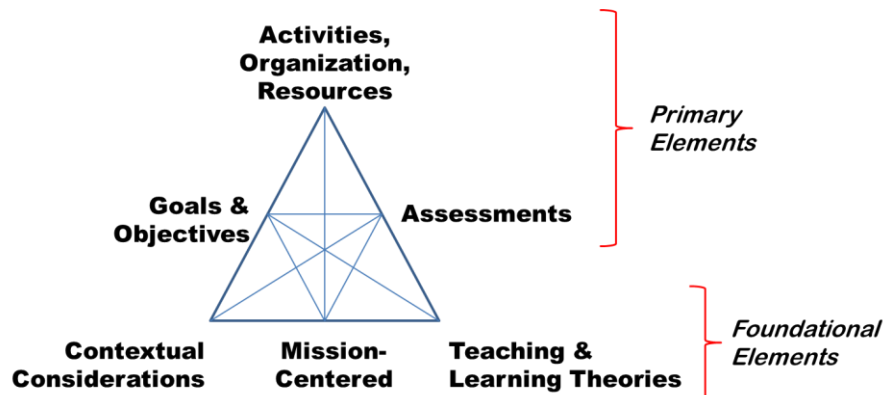 Activities,
Organization,
Resources
Primary
Elements
Goals &
Objectives
Assessments
Foundational
Elements
Contextual
Considerations
Mission-
Centered
Teaching &
Learning Theories